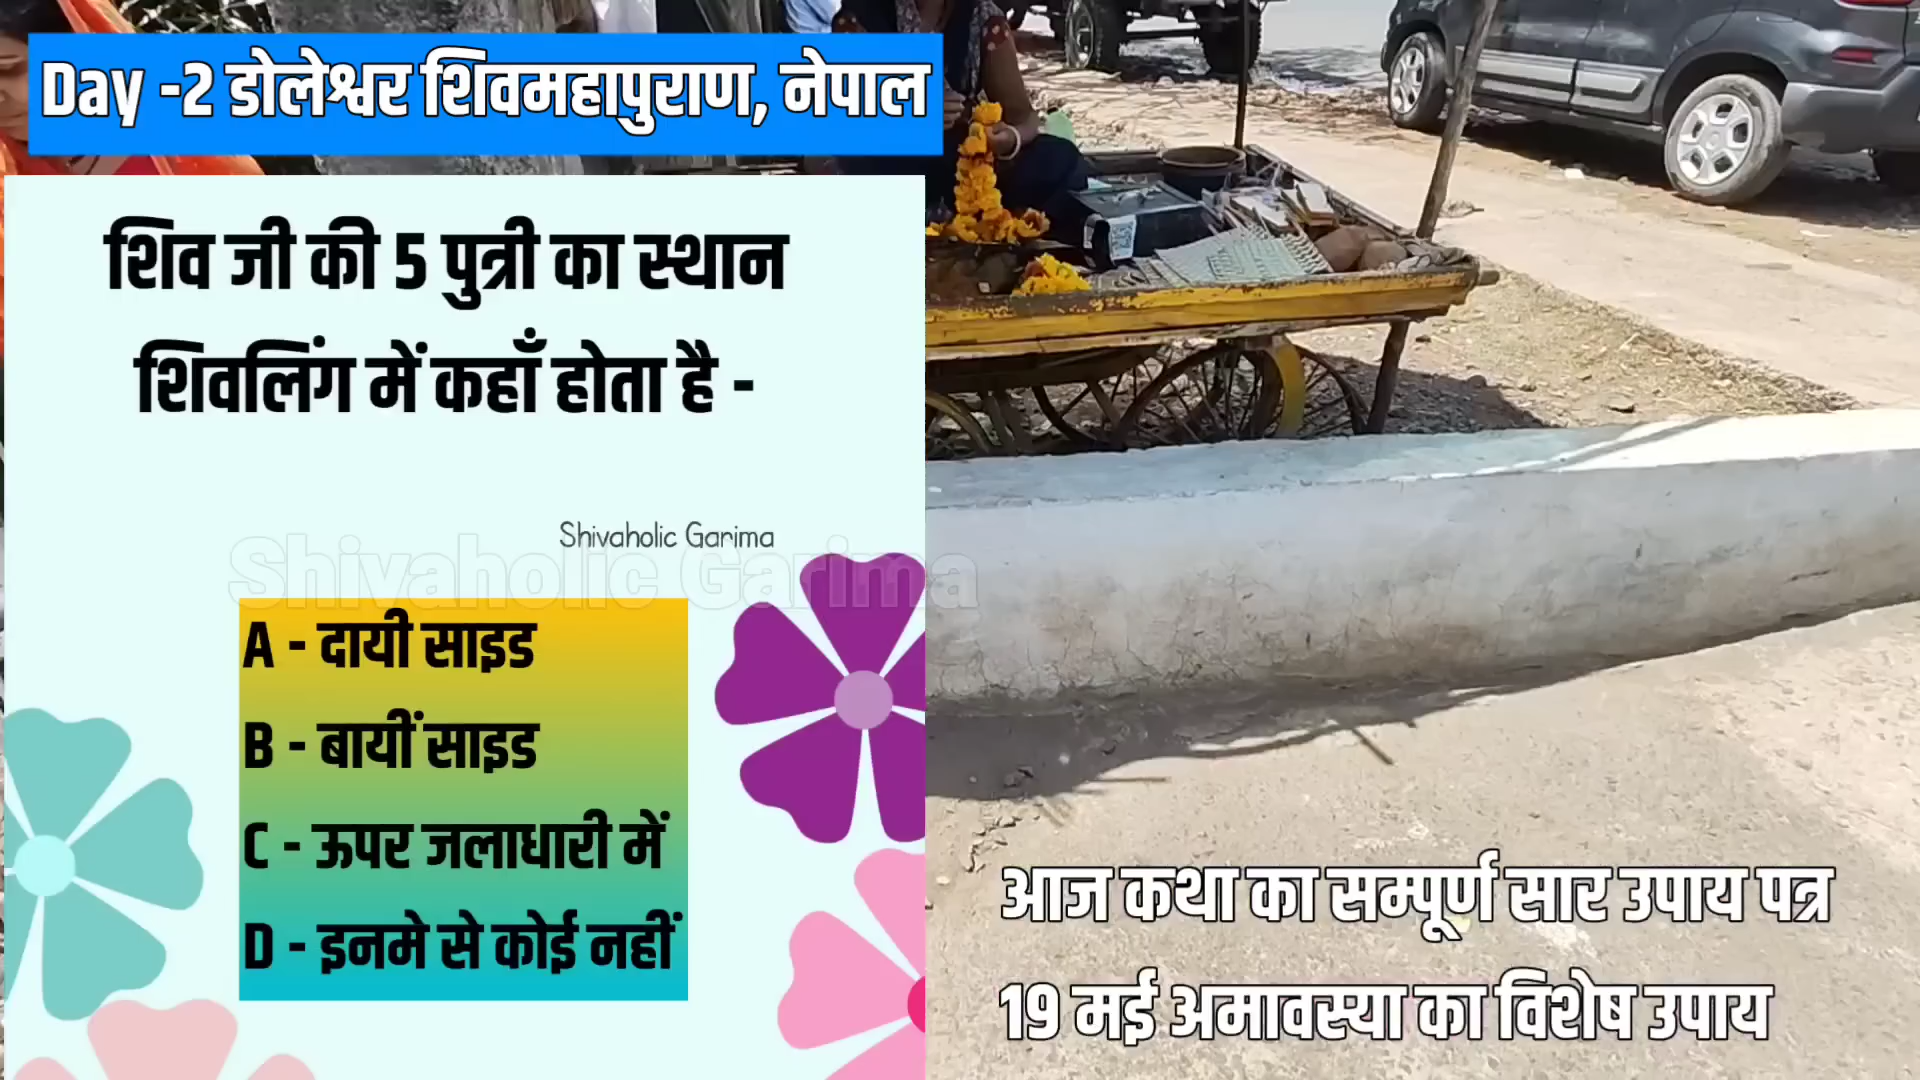 Day -2 डोलेश्वर शिवमहापुराण, नेपाल
शिव जी की 5 पुत्री का स्थान
शिवलिंग में कहाँ होता है -
Shivaholic Garima
Shivaholic Garima
A - दायी साइड
B - बायीं साइड
C - ऊपर जलाधारी में
D - इनमे से कोई नहीं
आज कथा का सम्पूर्ण सार उपाय पत्र
19 मई अमावस्या का विशेष उपाय